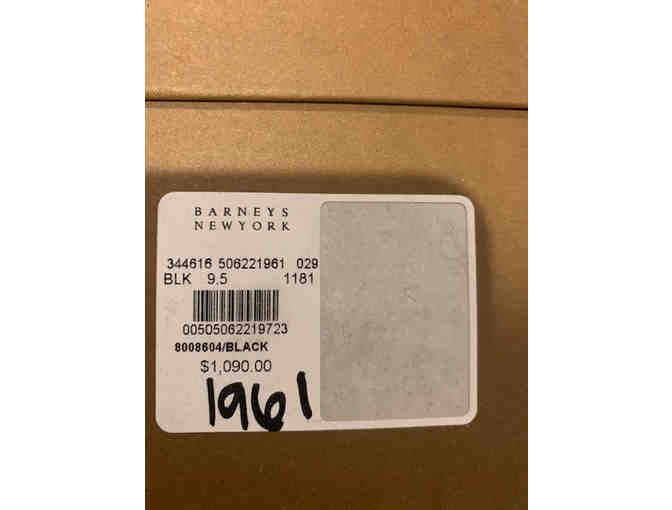 BARNEYS
NEWYORK
344616 506221961 029
BLK 9.5 1181
00505062219723
8008604/BLACK
$1,090.00
1961